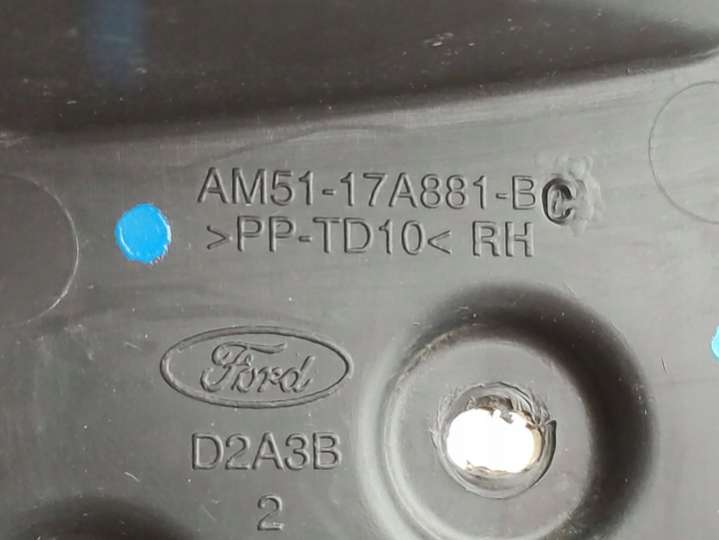 AM51-17A881-BC
>PP-TD10< RH
Ford
D2A3B
2